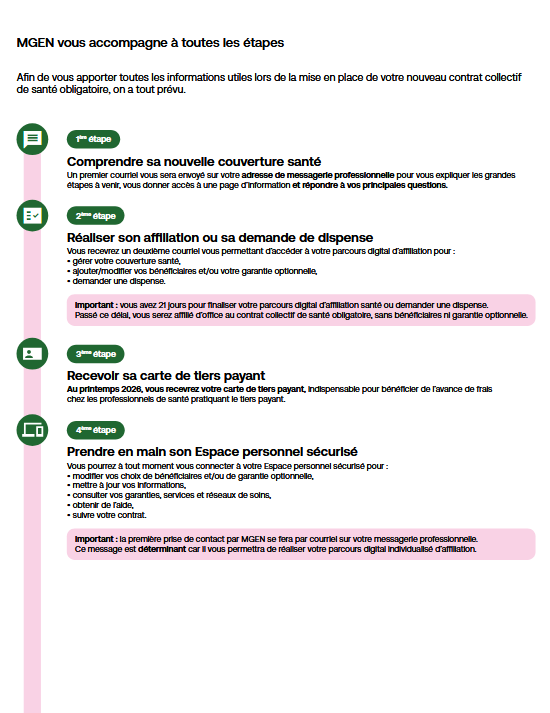 MGEN vous accompagne à toutes les étapes
Afin de vous apporter toutes les informations utiles lors de la mise en place de votre nouveau contrat collectif
de santé obligatoire, on a tout prévu.
1ère étape
Comprendre sa nouvelle couverture santé
Un premier courriel vous sera envoyé sur votre adresse de messagerie professionnelle pour vous expliquer les grandes
étapes à venir, vous donner accès à une page d'information et répondre à vos principales questions.
2ème étape
Réaliser son affiliation ou sa demande de dispense
Vous recevrez un deuxième courriel vous permettant d'accéder à votre parcours digital d'affiliation pour :
• gérer votre couverture santé,
• ajouter/modifier vos bénéficiaires et/ou votre garantie optionnelle,
• demander une dispense.
Important : vous avez 21 jours pour finaliser votre parcours digital d'affiliation santé ou demander une dispense.
Passé ce délai, vous serez affilié d'office au contrat collectif de santé obligatoire, sans bénéficiaires ni garantie optionnelle.
3ème étape
Recevoir sa carte de tiers payant
Au printemps 2026, vous recevrez votre carte de tiers payant, indispensable pour bénéficier de l'avance de frais
chez les professionnels de santé pratiquant le tiers payant.
4ème étape
Prendre en main son Espace personnel sécurisé
Vous pourrez à tout moment vous connecter à votre Espace personnel sécurisé pour :
• modifier vos choix de bénéficiaires et/ou de garantie optionnelle,
• mettre à jour vos informations,
• consulter vos garanties, services et réseaux de soins,
• obtenir de l'aide,
• suivre votre contrat.
Important : la première prise de contact par MGEN se fera par courriel sur votre messagerie professionnelle.
Ce message est déterminant car il vous permettra de réaliser votre parcours digital individualisé d'affiliation.